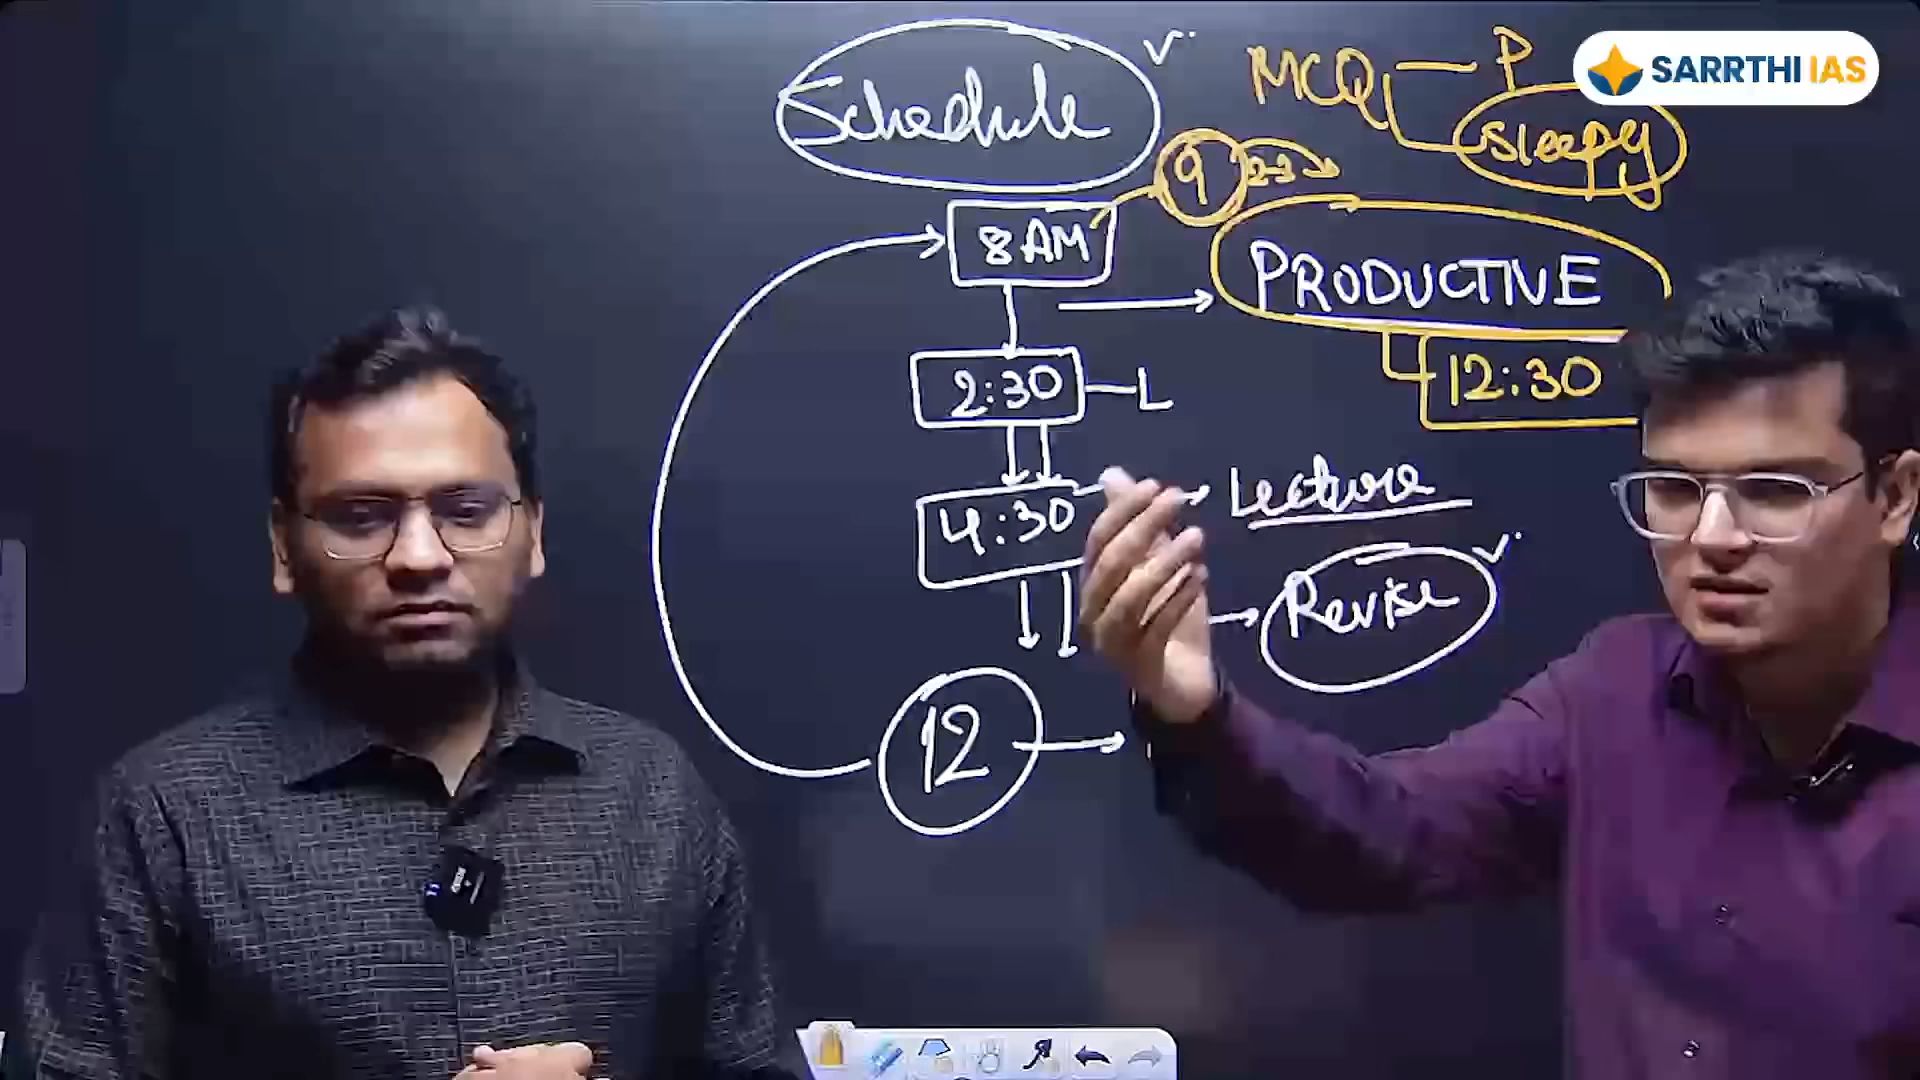 Schedule
MCQ — P
SARRTHI IAS
sleepy
9
8 AM
PRODUCTIVE
2:30 — L
12:30
4:30
Lecture
Revise
12